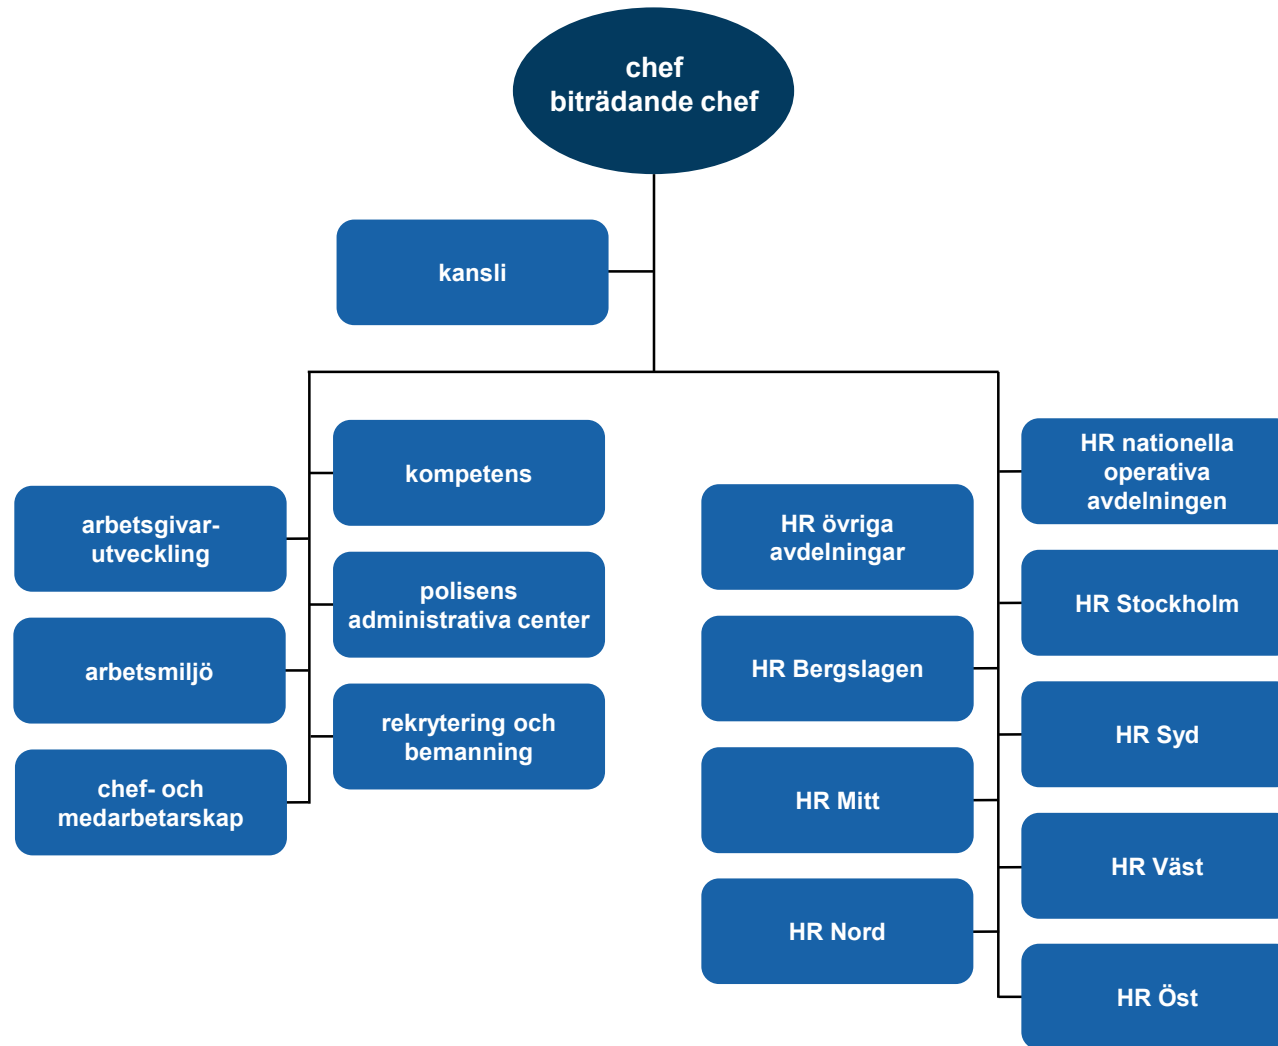 chef
biträdande chef
kansli
kompetens
arbetsgivar-
utveckling
polisens
administrativa center
arbetsmiljö
rekrytering och
bemanning
chef- och
medarbetarskap
HR nationella
operativa
avdelningen
HR övriga
avdelningar
HR Stockholm
HR Bergslagen
HR Syd
HR Mitt
HR Väst
HR Nord
HR Öst